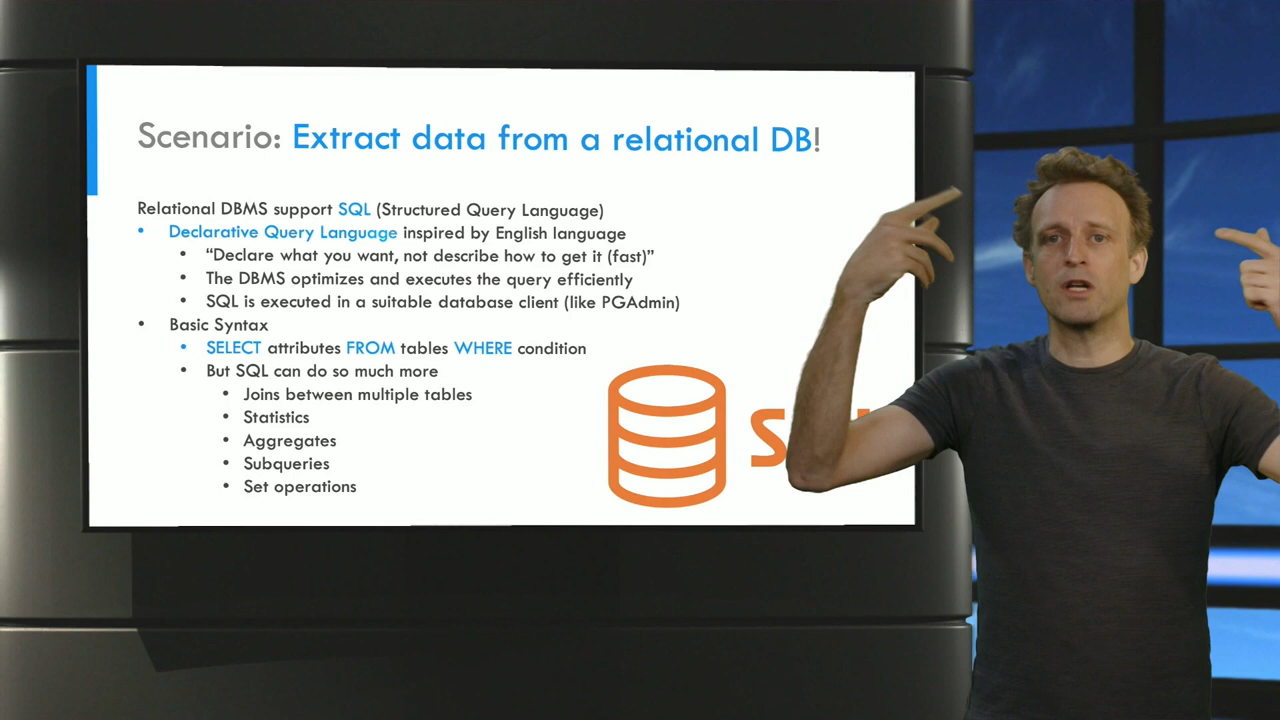 Scenario: Extract data from a relational DB!
Relational DBMS support SQL (Structured Query Language)
• Declarative Query Language inspired by English language
• “Declare what you want, not describe how to get it (fast)”
• The DBMS optimizes and executes the query efficiently
• SQL is executed in a suitable database client (like PGAdmin)
• Basic Syntax
• SELECT attributes FROM tables WHERE condition
• But SQL can do so much more
• Joins between multiple tables
• Statistics
• Aggregates
• Subqueries
• Set operations